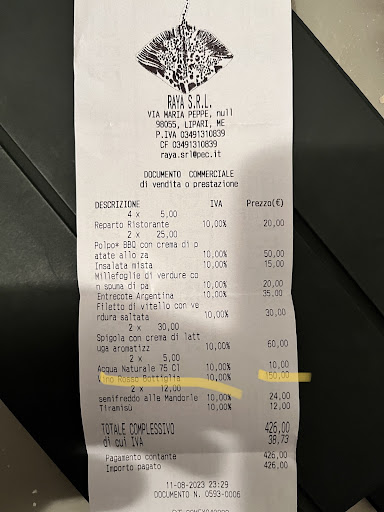 RAYA S.R.L.
VIA MARIA PEPPE, null
98055, LIPARI, ME
P.IVA 03491310839
CF 03491310839
raya.srl@pec.it
DOCUMENTO COMMERCIALE
di vendita o prestazione
DESCRIZIONE IVA Prezzo(€)
4 x 5,00
Reparto Ristorante 10,00% 20,00
2 x 25,00
Polpo* BBQ con crema di p
atate allo za 10,00% 50,00
Insalata mista 10,00% 15,00
Millefoglie di verdure co
n spuma di pa 10,00% 20,00
Entrecote Argentina 10,00% 35,00
Filetto di vitello con ve
rdura saltata 10,00% 30,00
2 x 30,00
Spigola con crema di latt
uga aromatizz 10,00% 60,00
2 x 5,00
Acqua Naturale 75 Cl 10,00% 10,00
Vino Rosso Bottiglia 10,00% 150,00
2 x 12,00
semifreddo alle Mandorle 10,00% 24,00
Tiramisù 10,00% 12,00
TOTALE COMPLESSIVO 426,00
di cui IVA 38,73
Pagamento contante 426,00
Importo pagato 426,00
11-08-2023 23:29
DOCUMENTO N. 0593-0006